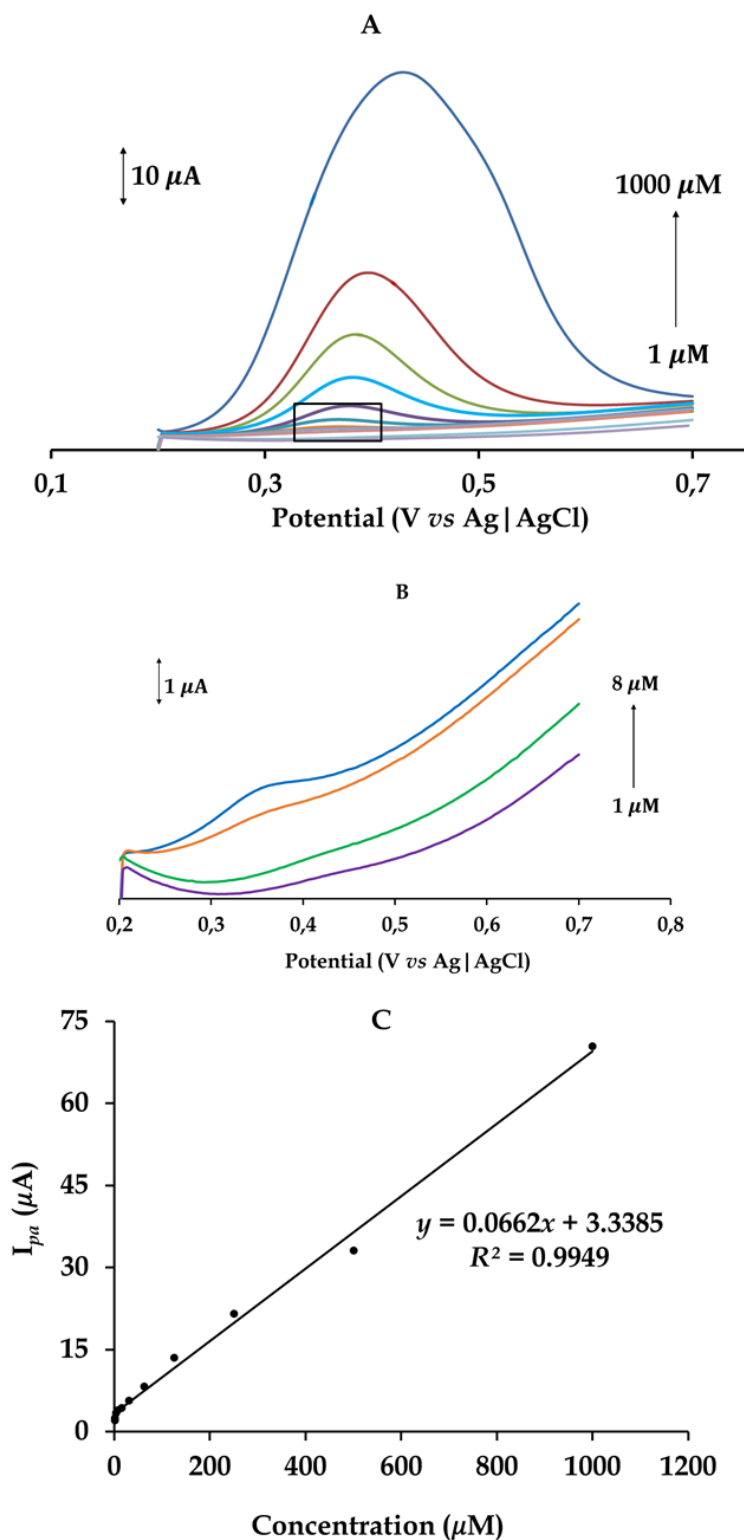 A
10 μA
1000 μM
1 μM
0,1 0,3 0,5 0,7
Potential (V vs Ag|AgCl)
B
1 μA
8 μM
1 μM
0,2 0,3 0,4 0,5 0,6 0,7 0,8
Potential (V vs Ag|AgCl)
C
75
60
45
30
15
0
I_pa (μA)
y = 0.0662x + 3.3385
R² = 0.9949
0 200 400 600 800 1000 1200
Concentration (μM)